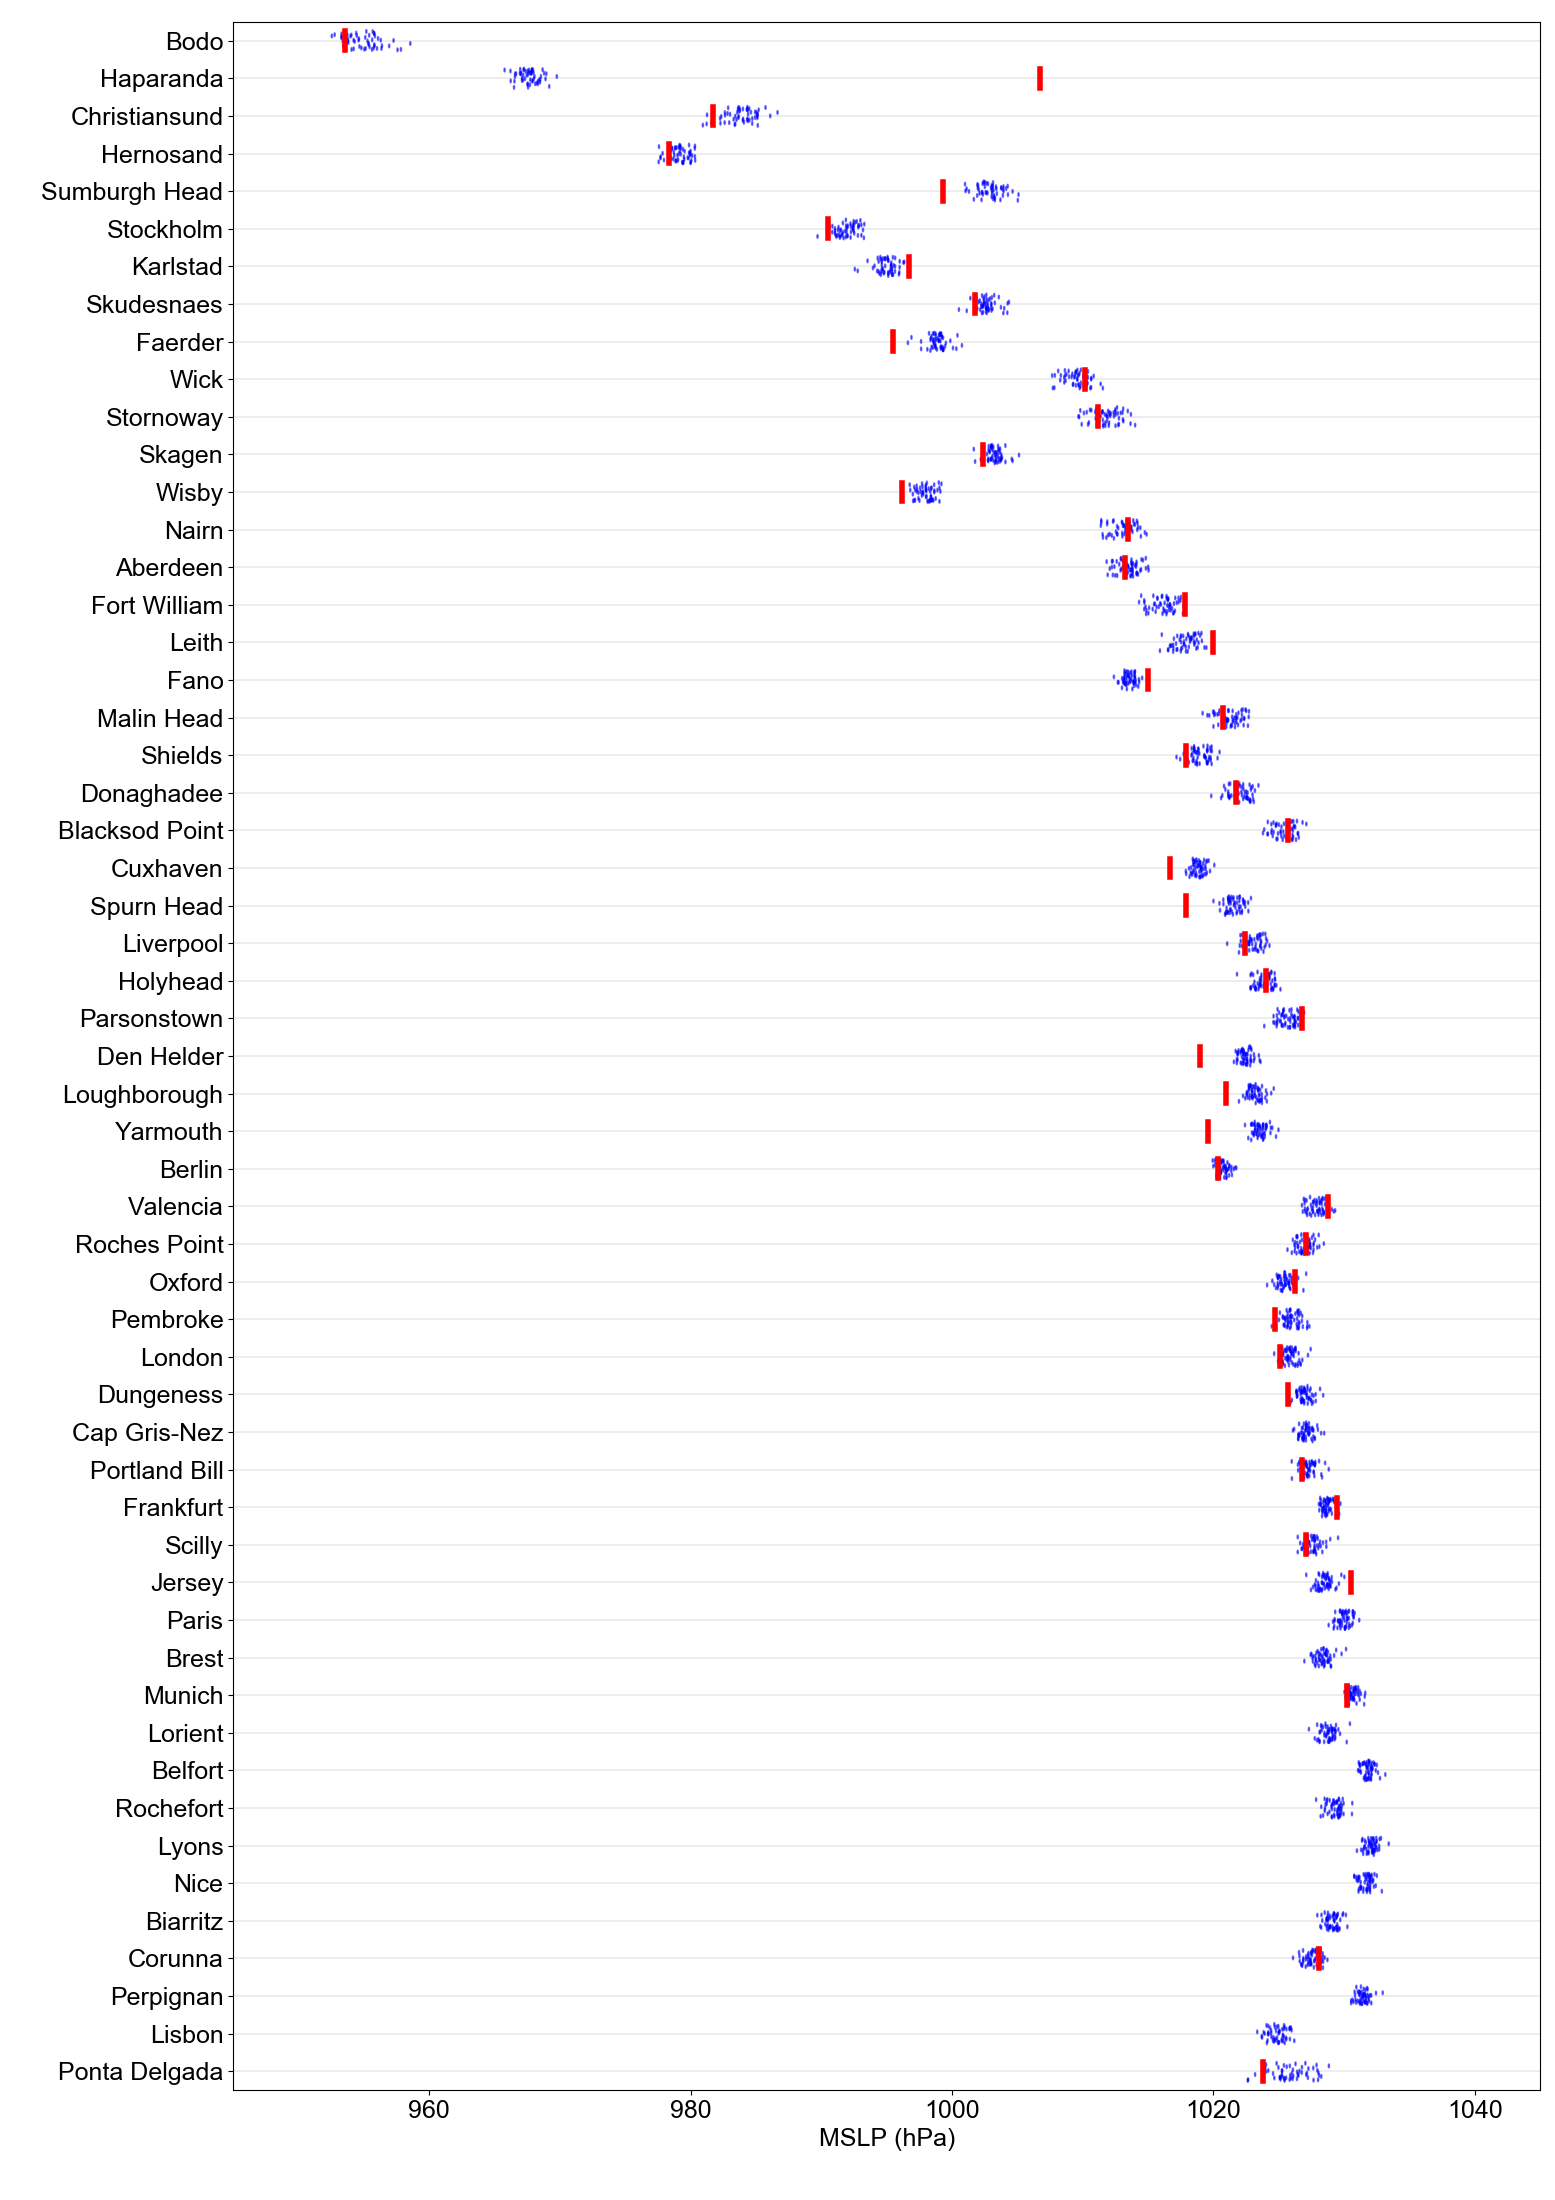 Bodo
Haparanda
Christiansund
Hernosand
Sumburgh Head
Stockholm
Karlstad
Skudesnaes
Faerder
Wick
Stornoway
Skagen
Wisby
Nairn
Aberdeen
Fort William
Leith
Fano
Malin Head
Shields
Donaghadee
Blacksod Point
Cuxhaven
Spurn Head
Liverpool
Holyhead
Parsonstown
Den Helder
Loughborough
Yarmouth
Berlin
Valencia
Roches Point
Oxford
Pembroke
London
Dungeness
Cap Gris-Nez
Portland Bill
Frankfurt
Scilly
Jersey
Paris
Brest
Munich
Lorient
Belfort
Rochefort
Lyons
Nice
Biarritz
Corunna
Perpignan
Lisbon
Ponta Delgada
960 980 1000 1020 1040
MSLP (hPa)